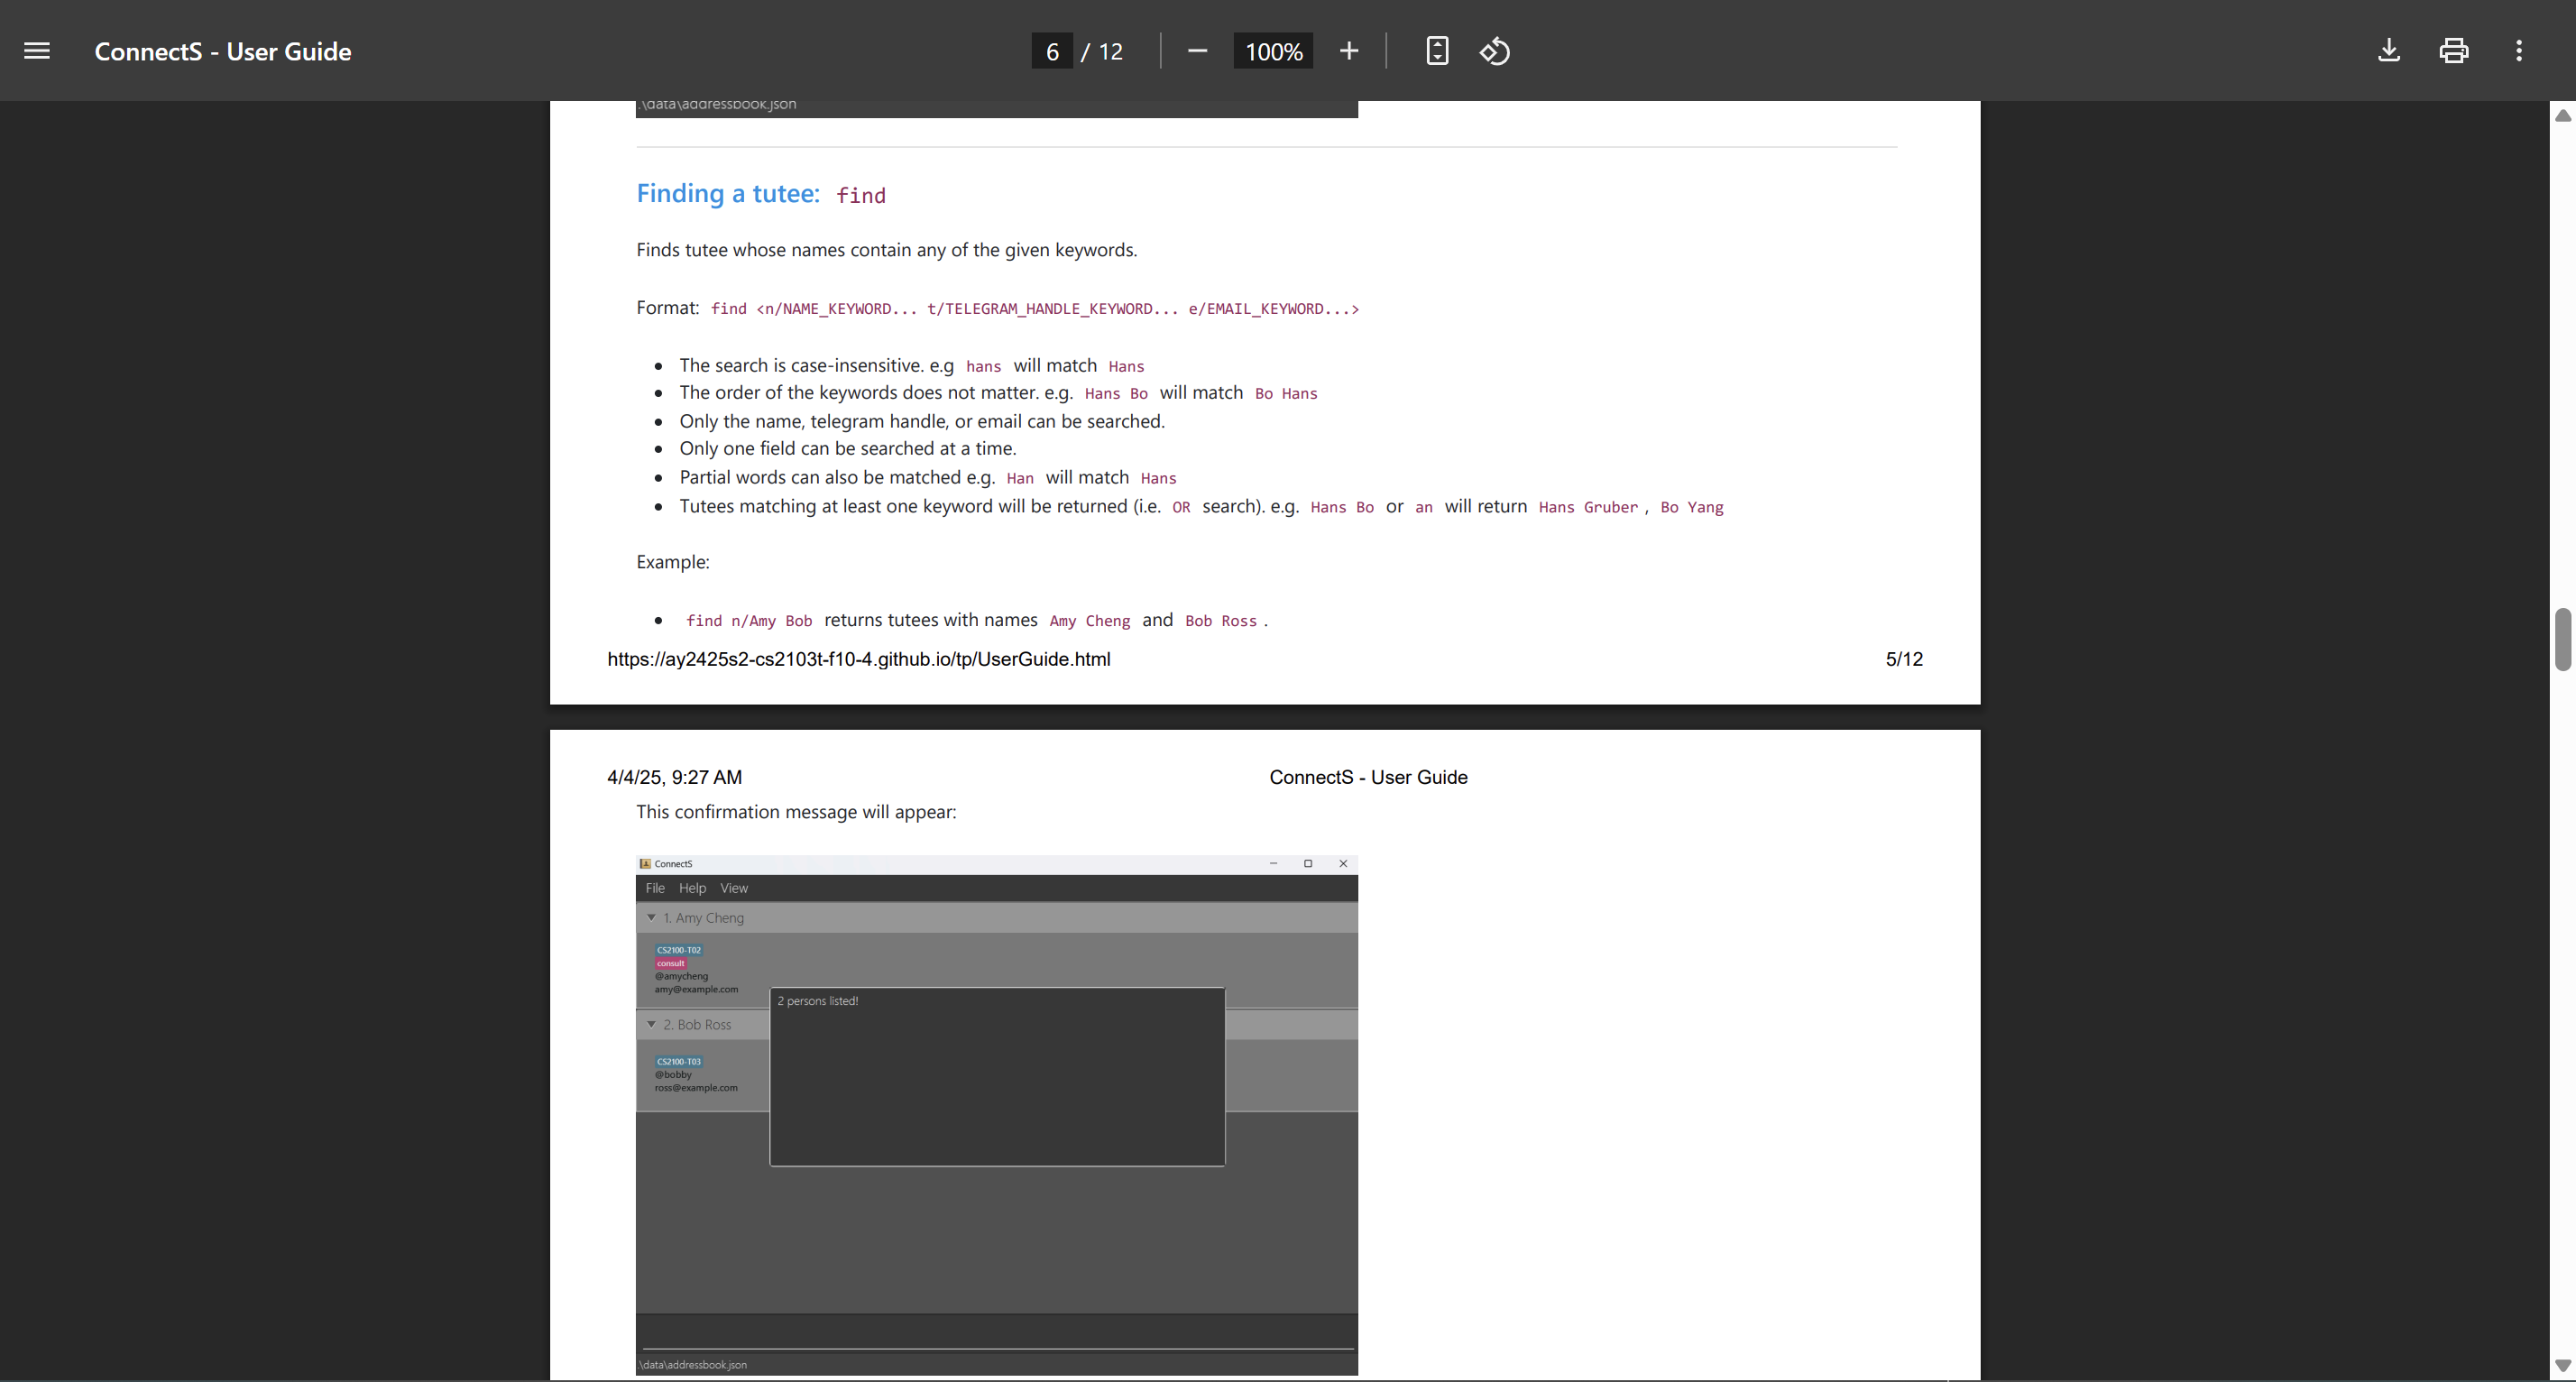 ConnectS - User Guide
6 / 12
100%
.\data\addressbook.json
Finding a tutee: find
Finds tutee whose names contain any of the given keywords.
Format: find <n/NAME_KEYWORD... t/TELEGRAM_HANDLE_KEYWORD... e/EMAIL_KEYWORD...>
• The search is case-insensitive. e.g hans will match Hans
• The order of the keywords does not matter. e.g. Hans Bo will match Bo Hans
• Only the name, telegram handle, or email can be searched.
• Only one field can be searched at a time.
• Partial words can also be matched e.g. Han will match Hans
• Tutees matching at least one keyword will be returned (i.e. OR search). e.g. Hans Bo or an will return Hans Gruber , Bo Yang
Example:
• find n/Amy Bob returns tutees with names Amy Cheng and Bob Ross .
https://ay2425s2-cs2103t-f10-4.github.io/tp/UserGuide.html
5/12
4/4/25, 9:27 AM
ConnectS - User Guide
This confirmation message will appear:
ConnectS
File Help View
1. Amy Cheng
CS2100-T02
consult
@amycheng
amy@example.com
2 persons listed!
2. Bob Ross
CS2100-T03
@bobby
ross@example.com
.\data\addressbook.json